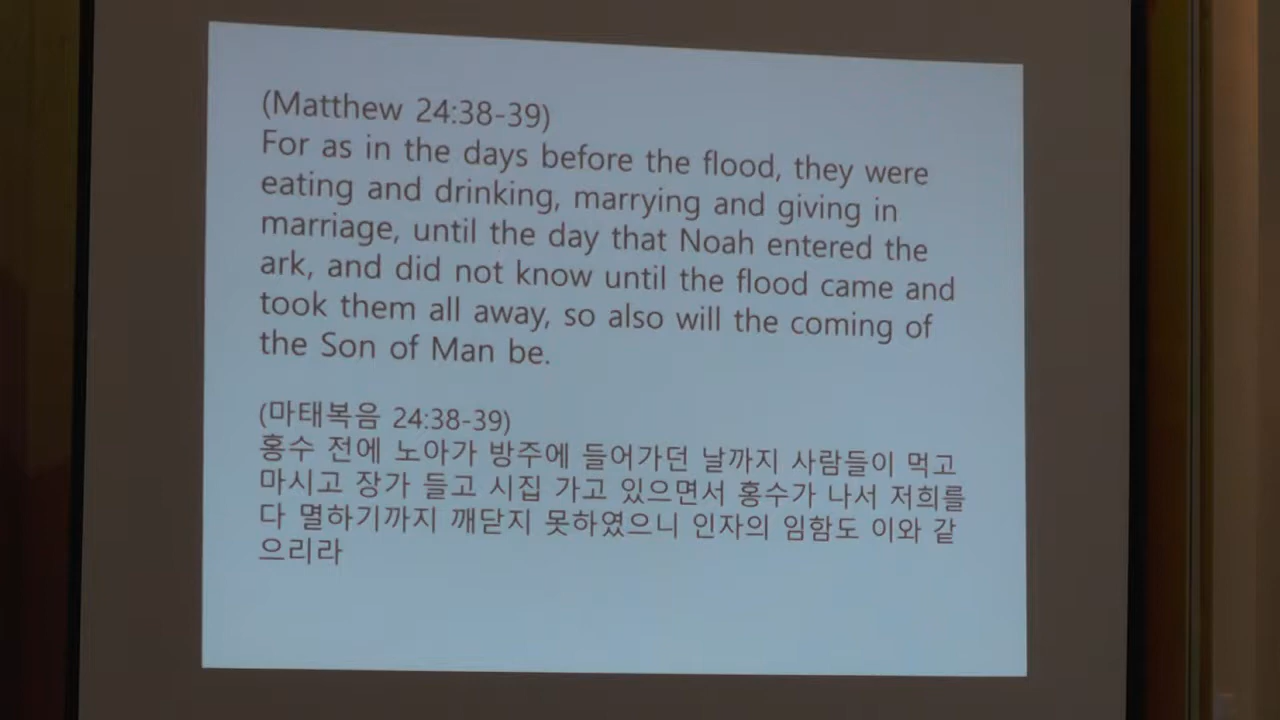 (Matthew 24:38-39)
For as in the days before the flood, they were
eating and drinking, marrying and giving in
marriage, until the day that Noah entered the
ark, and did not know until the flood came and
took them all away, so also will the coming of
the Son of Man be.
(마태복음 24:38-39)
홍수 전에 노아가 방주에 들어가던 날까지 사람들이 먹고
마시고 장가 들고 시집 가고 있으면서 홍수가 나서 저희를
다 멸하기까지 깨닫지 못하였으니 인자의 임함도 이와 같
으리라